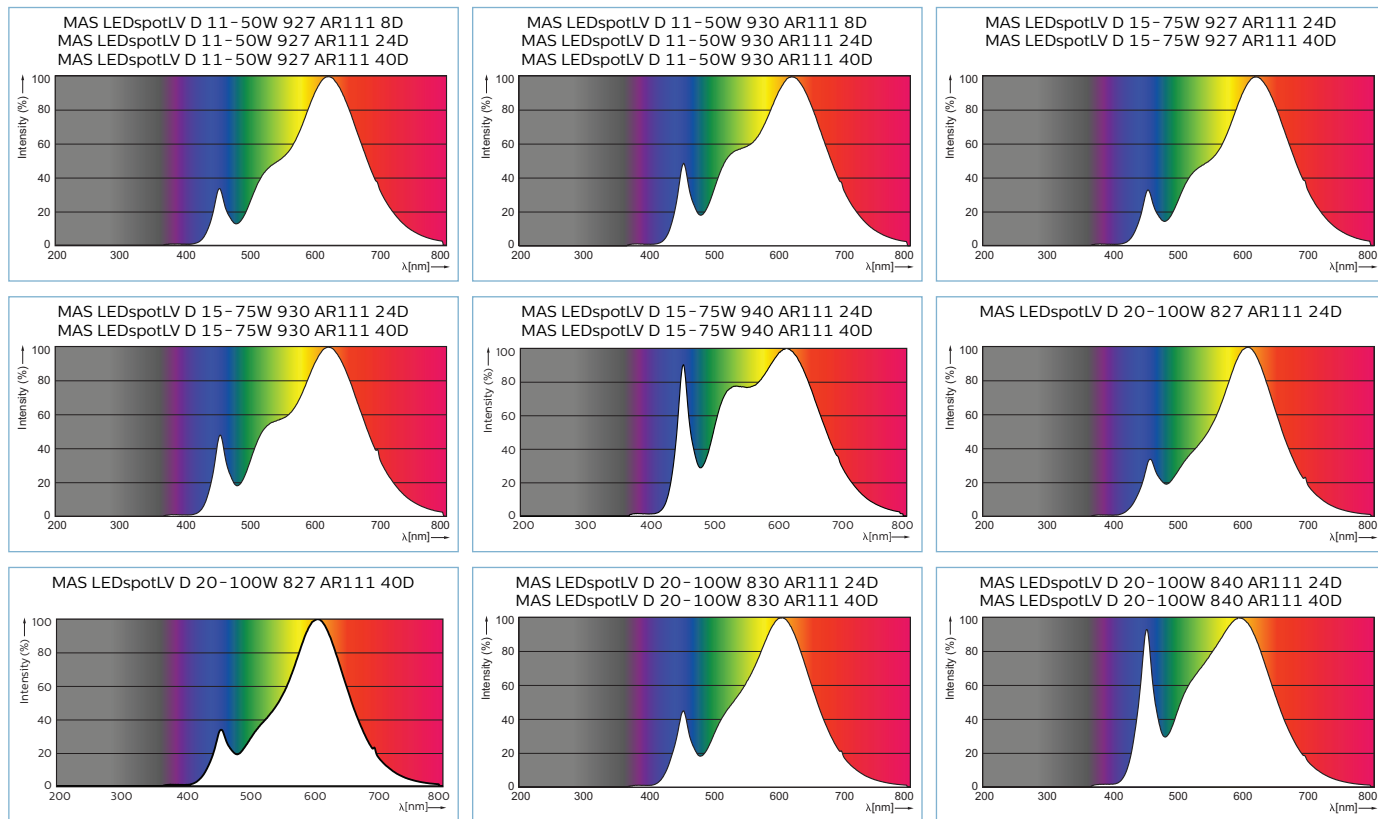 MAS LEDspotLV D 11-50W 927 AR111 8D
MAS LEDspotLV D 11-50W 927 AR111 24D
MAS LEDspotLV D 11-50W 927 AR111 40D
Intensity (%)
100
80
60
40
20
0
200 300 400 500 600 700 800
λ[nm]
MAS LEDspotLV D 11-50W 930 AR111 8D
MAS LEDspotLV D 11-50W 930 AR111 24D
MAS LEDspotLV D 11-50W 930 AR111 40D
Intensity (%)
100
80
60
40
20
0
200 300 400 500 600 700 800
λ[nm]
MAS LEDspotLV D 15-75W 927 AR111 24D
MAS LEDspotLV D 15-75W 927 AR111 40D
Intensity (%)
100
80
60
40
20
0
200 300 400 500 600 700 800
λ[nm]
MAS LEDspotLV D 15-75W 930 AR111 24D
MAS LEDspotLV D 15-75W 930 AR111 40D
Intensity (%)
100
80
60
40
20
0
200 300 400 500 600 700 800
λ[nm]
MAS LEDspotLV D 15-75W 940 AR111 24D
MAS LEDspotLV D 15-75W 940 AR111 40D
Intensity (%)
100
80
60
40
20
0
200 300 400 500 600 700 800
λ[nm]
MAS LEDspotLV D 20-100W 827 AR111 24D
Intensity (%)
100
80
60
40
20
0
200 300 400 500 600 700 800
λ[nm]
MAS LEDspotLV D 20-100W 827 AR111 40D
Intensity (%)
100
80
60
40
20
0
200 300 400 500 600 700 800
λ[nm]
MAS LEDspotLV D 20-100W 830 AR111 24D
MAS LEDspotLV D 20-100W 830 AR111 40D
Intensity (%)
100
80
60
40
20
0
200 300 400 500 600 700 800
λ[nm]
MAS LEDspotLV D 20-100W 840 AR111 24D
MAS LEDspotLV D 20-100W 840 AR111 40D
Intensity (%)
100
80
60
40
20
0
200 300 400 500 600 700 800
λ[nm]